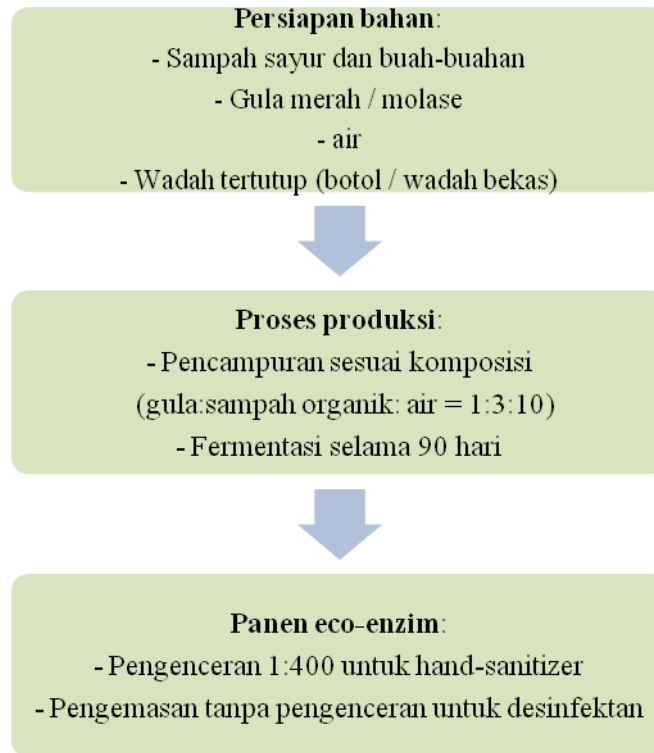 Persiapan bahan:
- Sampah sayur dan buah-buahan
- Gula merah / molase
- air
- Wadah tertutup (botol / wadah bekas)
Proses produksi:
- Pencampuran sesuai komposisi
(gula:sampah organik: air = 1:3:10)
- Fermentasi selama 90 hari
Panen eco-enzim:
- Pengenceran 1:400 untuk hand-sanitizer
- Pengemasan tanpa pengenceran untuk desinfektan